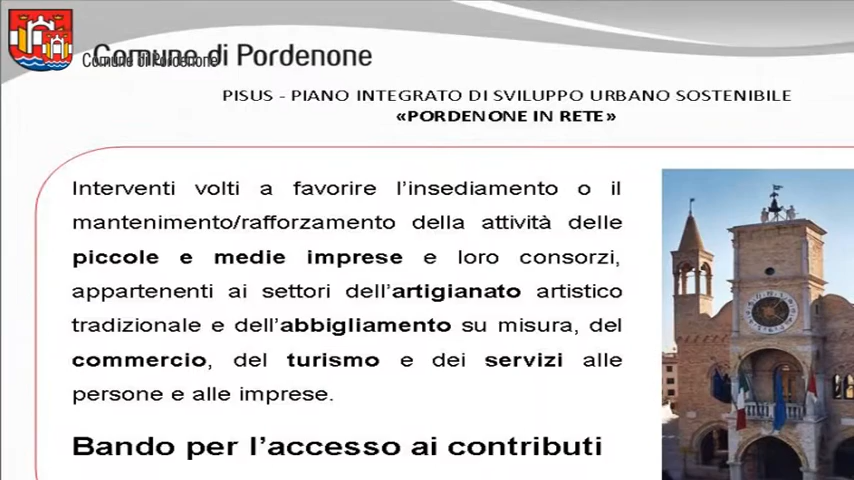 Comune di Pordenone
Comune di Pordenone
PISUS - PIANO INTEGRATO DI SVILUPPO URBANO SOSTENIBILE
«PORDENONE IN RETE»
Interventi volti a favorire l'insediamento o il
mantenimento/rafforzamento della attività delle
piccole e medie imprese e loro consorzi,
appartenenti ai settori dell'artigianato artistico
tradizionale e dell'abbigliamento su misura, del
commercio, del turismo e dei servizi alle
persone e alle imprese.
Bando per l'accesso ai contributi